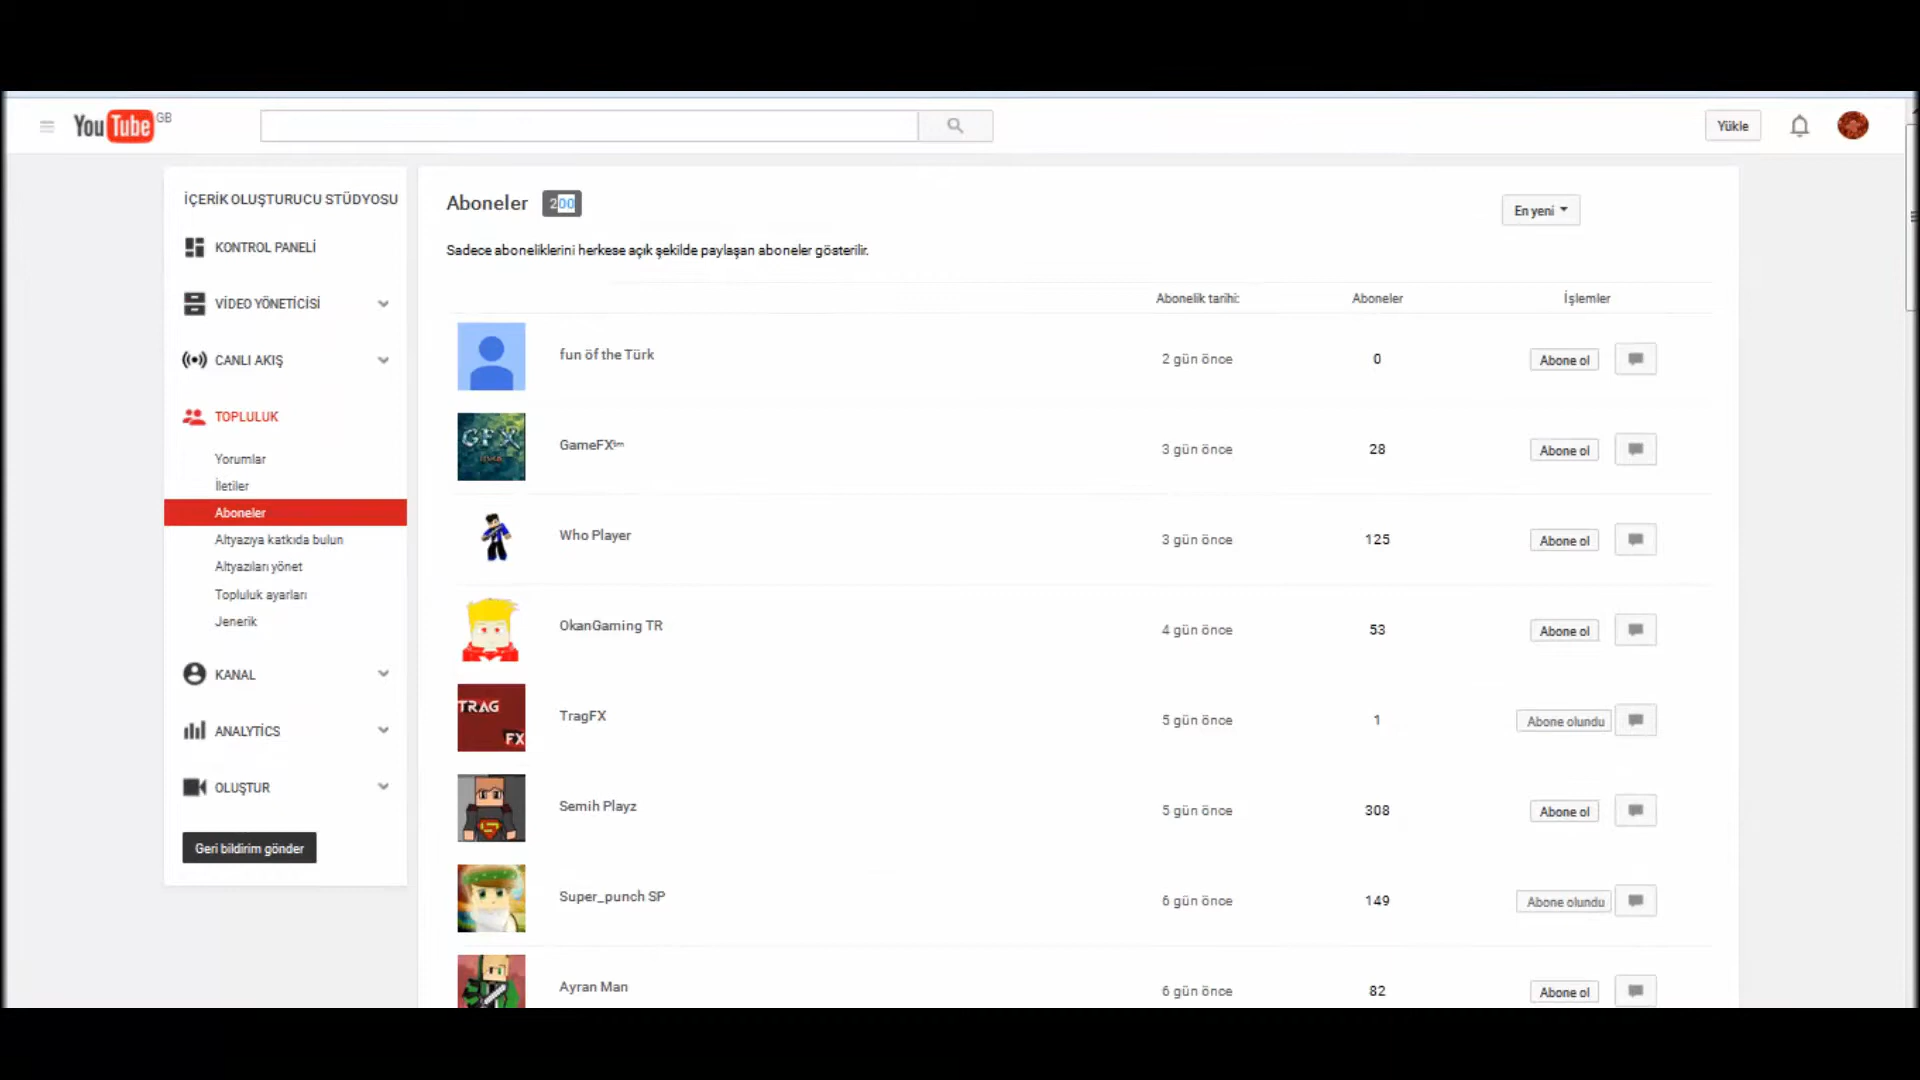 YouTube GB
Yükle
İÇERİK OLUŞTURUCU STÜDYOSU
KONTROL PANELİ
VİDEO YÖNETİCİSİ
CANLI AKIŞ
TOPLULUK
Yorumlar
İletiler
Aboneler
Altyazıya katkıda bulun
Altyazıları yönet
Topluluk ayarları
Jenerik
KANAL
ANALYTİCS
OLUŞTUR
Geri bildirim gönder
Aboneler 200
En yeni
Sadece aboneliklerini herkese açık şekilde paylaşan aboneler gösterilir.
Abonelik tarihi: Aboneler İşlemler
fun öf the Türk 2 gün önce 0 Abone ol
GFX
GameFX 3 gün önce 28 Abone ol
Who Player 3 gün önce 125 Abone ol
OkanGaming TR 4 gün önce 53 Abone ol
TRAG
FX
TragFX 5 gün önce 1 Abone olundu
Semih Playz 5 gün önce 308 Abone ol
Super_punch SP 6 gün önce 149 Abone olundu
Ayran Man 6 gün önce 82 Abone ol